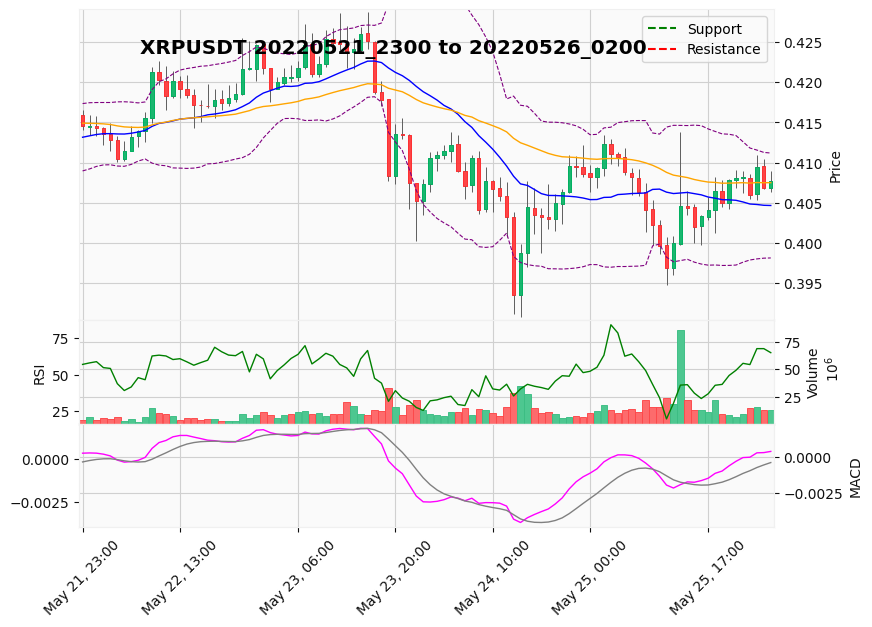 XRPUSDT 20220521_2300 to 20220526_0200
Support
Resistance
0.425
0.420
0.415
0.410
0.405
0.400
0.395
Price
75
50
25
RSI
75
50
25
Volume
10^6
0.0000
−0.0025
0.0000
−0.0025
MACD
May 21, 23:00
May 22, 13:00
May 23, 06:00
May 23, 20:00
May 24, 10:00
May 25, 00:00
May 25, 17:00